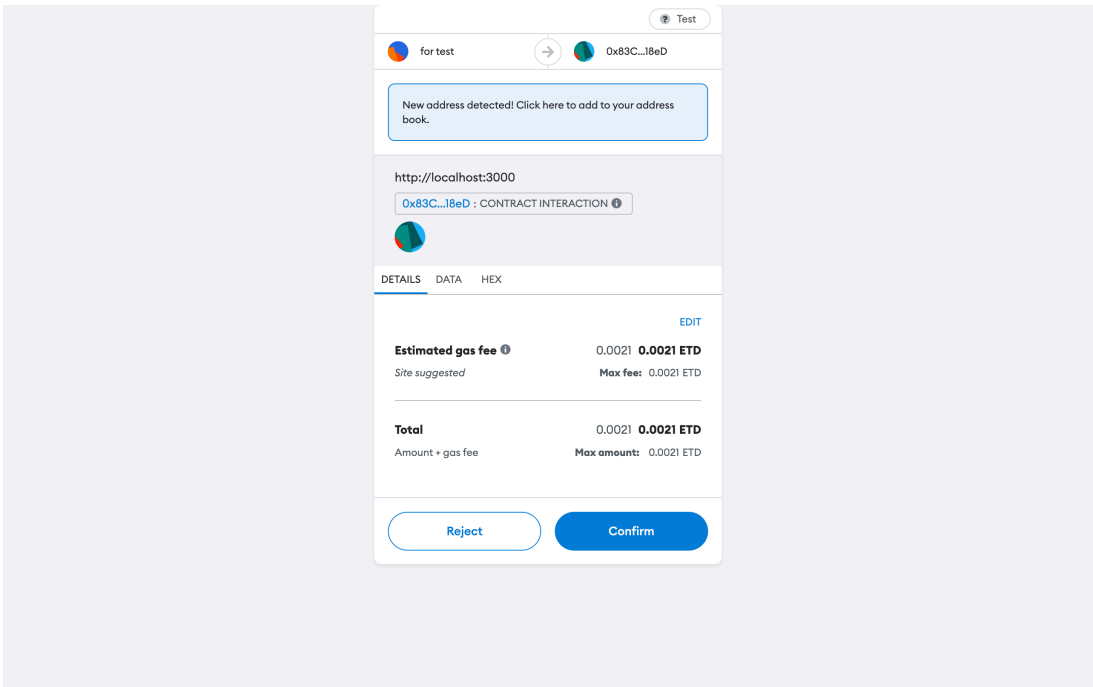 Test
for test
0x83C...18eD
New address detected! Click here to add to your address
book.
http://localhost:3000
0x83C...18eD : CONTRACT INTERACTION
DETAILS DATA HEX
EDIT
Estimated gas fee 0.0021 0.0021 ETD
Site suggested Max fee: 0.0021 ETD
Total 0.0021 0.0021 ETD
Amount + gas fee Max amount: 0.0021 ETD
Reject Confirm